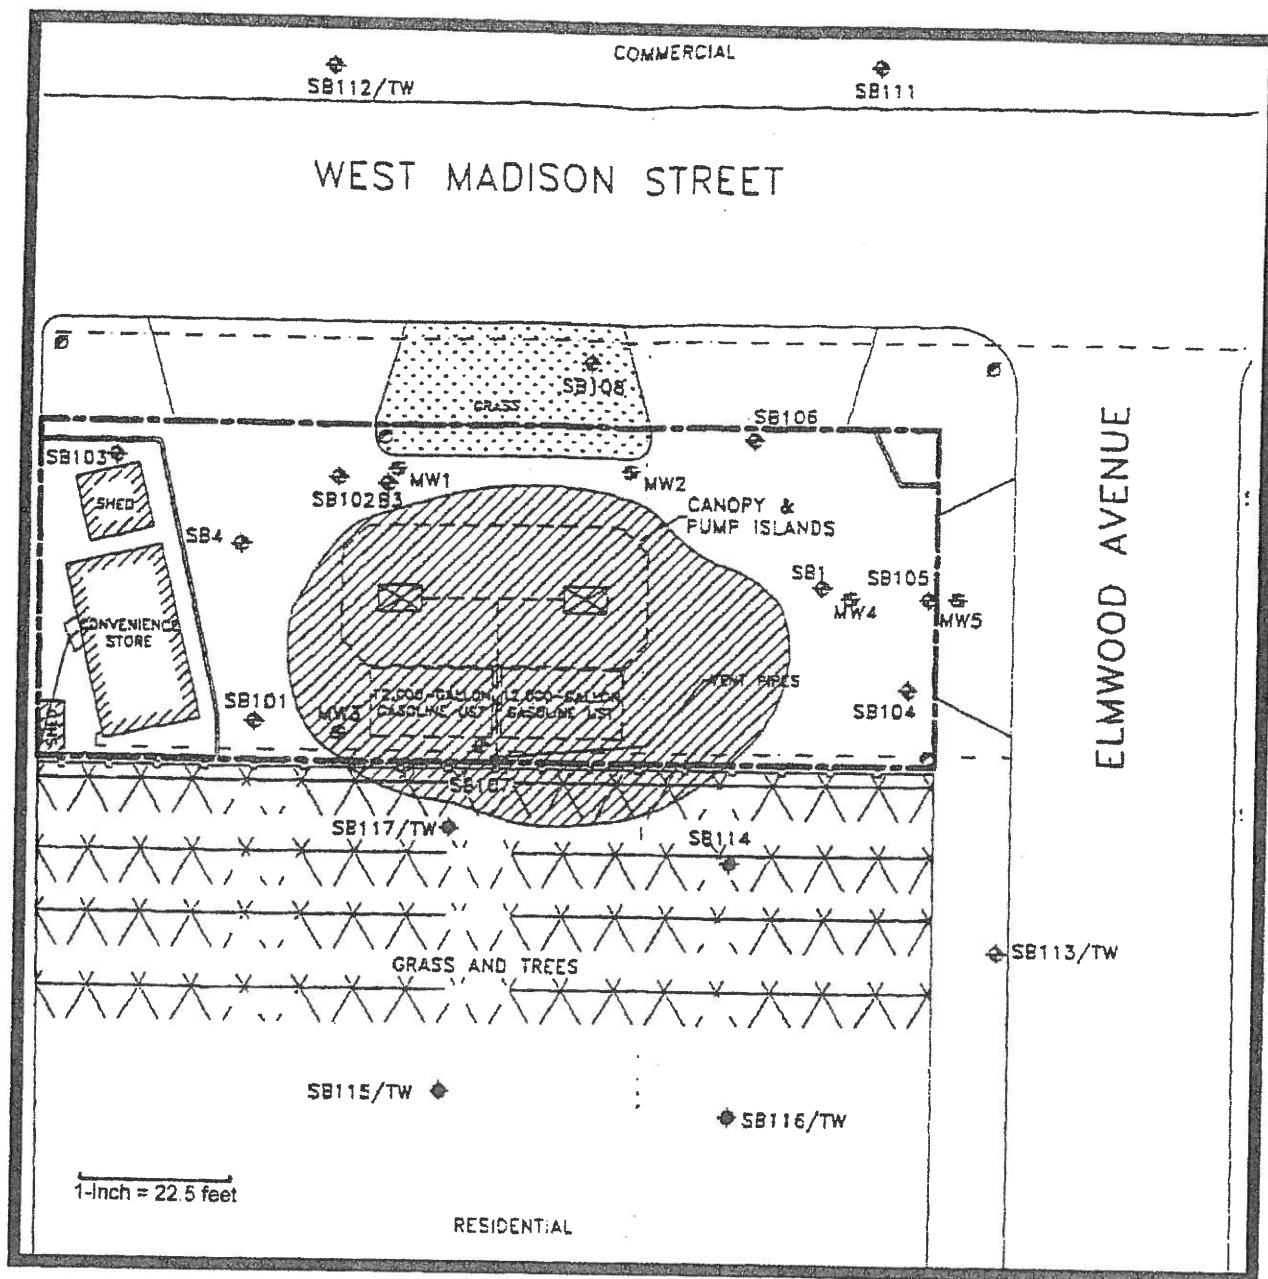 COMMERCIAL
SB112/TW
SB111
WEST MADISON STREET
SB108
GRASS
SB106
SB103
MW1
MW2
SB102
B3
SHED
CANOPY &
PUMP ISLANDS
SB4
SB1
SB105
MW4
MW5
ELMWOOD AVENUE
CONVENIENCE
STORE
VENT PIPES
12,000-GALLON
GASOLINE UST
12,000-GALLON
GASOLINE UST
SB101
MW3
SB104
SHED
SB107
SB117/TW
SB114
SB113/TW
GRASS AND TREES
SB115/TW
SB116/TW
1-Inch = 22.5 feet
RESIDENTIAL